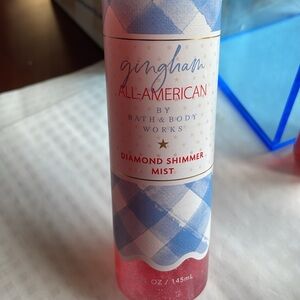 gingham
ALL-AMERICAN
BY
BATH & BODY
WORKS
DIAMOND SHIMMER
MIST
OZ / 145mL